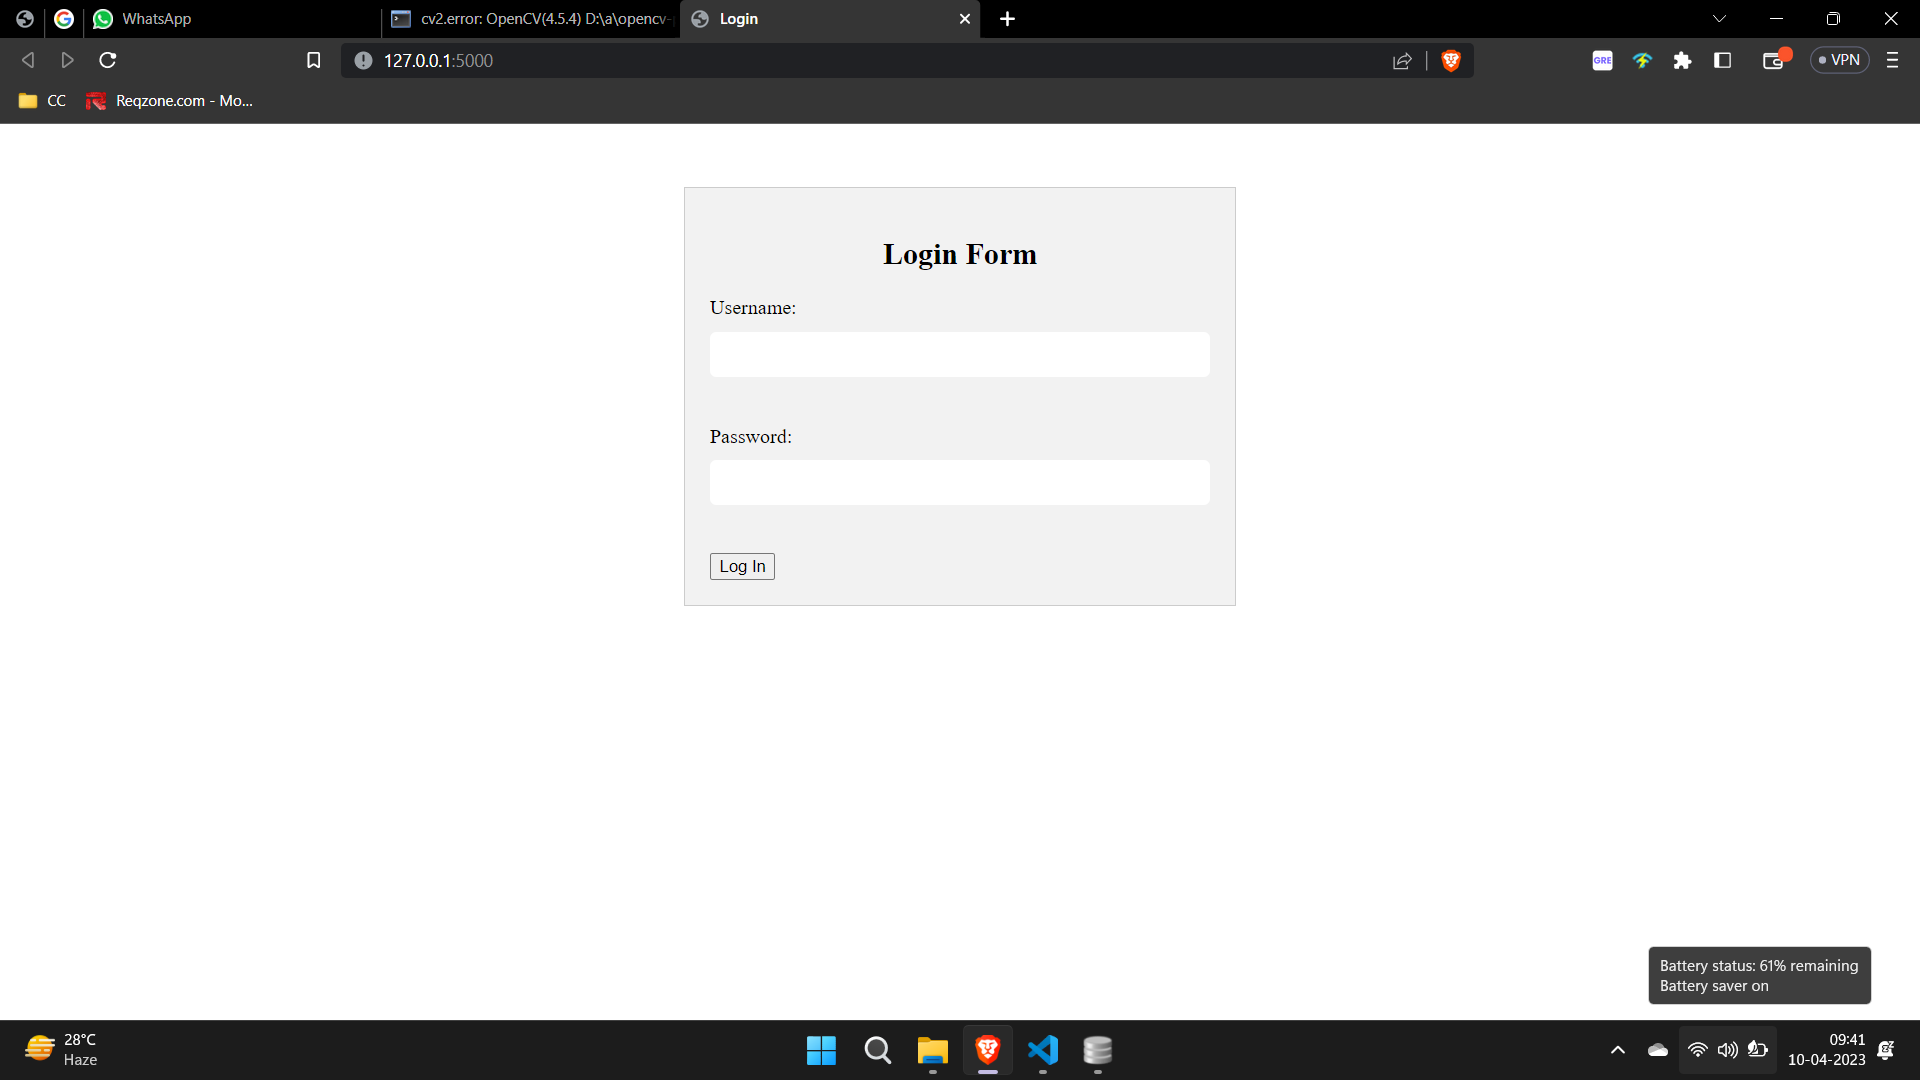 WhatsApp
cv2.error: OpenCV(4.5.4) D:\a\opencv-
Login
127.0.0.1:5000
GRE
VPN
CC
Reqzone.com - Mo...
Login Form
Username:
Password:
Log In
Battery status: 61% remaining
Battery saver on
28°C
Haze
09:41
10-04-2023